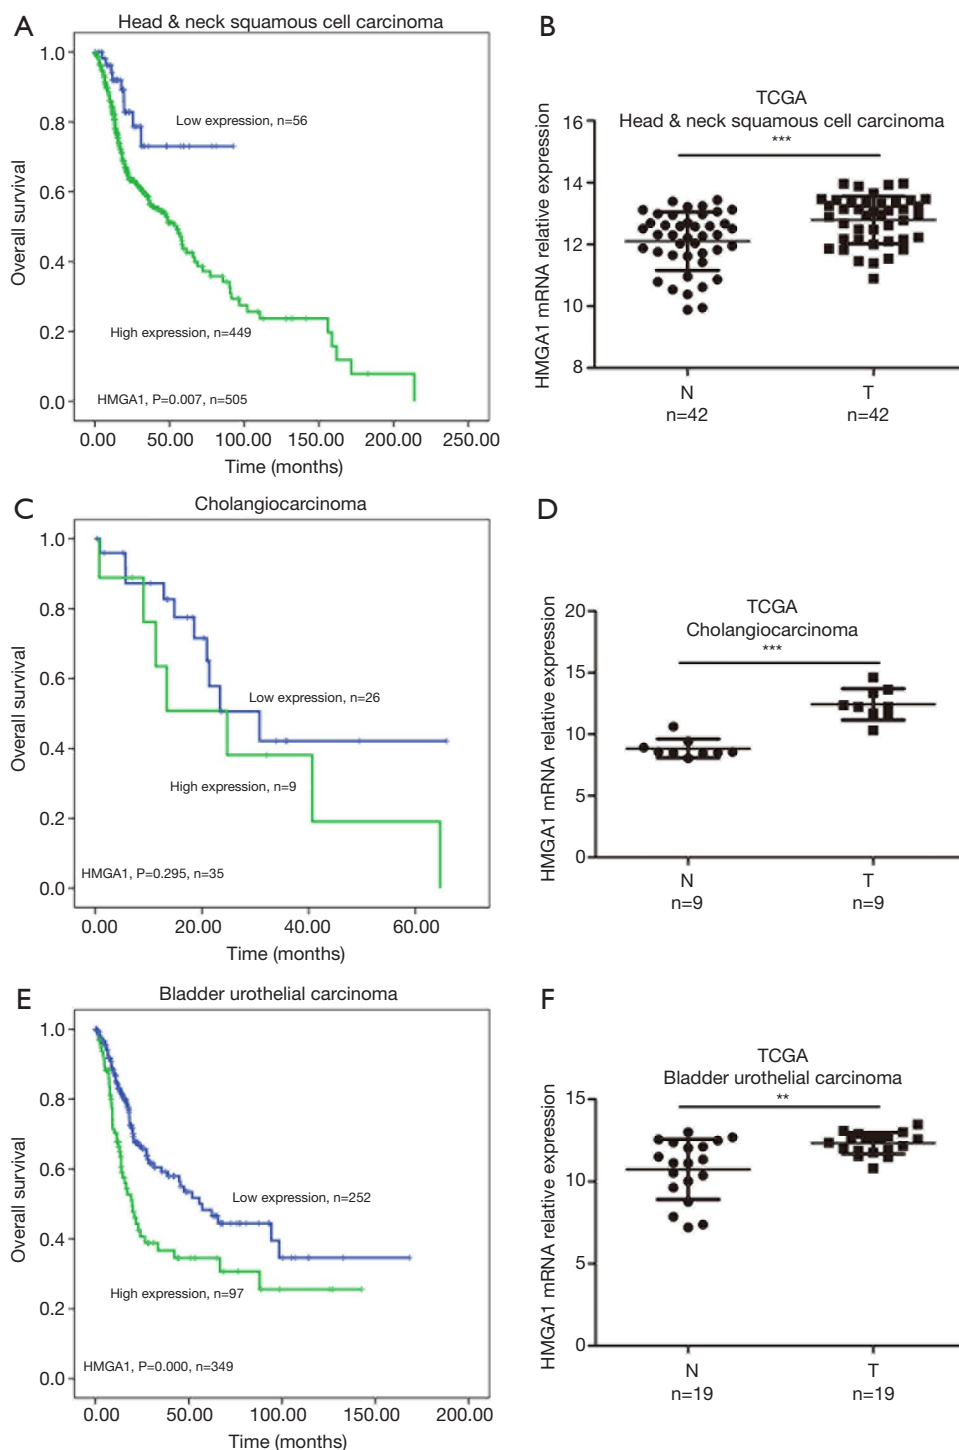 A
Head & neck squamous cell carcinoma
1.0
0.8
0.6
0.4
0.2
0.0
Overall survival
Low expression, n=56
High expression, n=449
HMGA1, P=0.007, n=505
0.00 50.00 100.00 150.00 200.00 250.00
Time (months)
B
TCGA
Head & neck squamous cell carcinoma
***
16
14
12
10
8
HMGA1 mRNA relative expression
N T
n=42 n=42
C
Cholangiocarcinoma
1.0
0.8
0.6
0.4
0.2
0.0
Overall survival
Low expression, n=26
High expression, n=9
HMGA1, P=0.295, n=35
0.00 20.00 40.00 60.00
Time (months)
D
TCGA
Cholangiocarcinoma
***
20
15
10
5
0
HMGA1 mRNA relative expression
N T
n=9 n=9
E
Bladder urothelial carcinoma
1.0
0.8
0.6
0.4
0.2
0.0
Overall survival
Low expression, n=252
High expression, n=97
HMGA1, P=0.000, n=349
0.00 50.00 100.00 150.00 200.00
Time (months)
F
TCGA
Bladder urothelial carcinoma
**
15
10
5
0
HMGA1 mRNA relative expression
N T
n=19 n=19